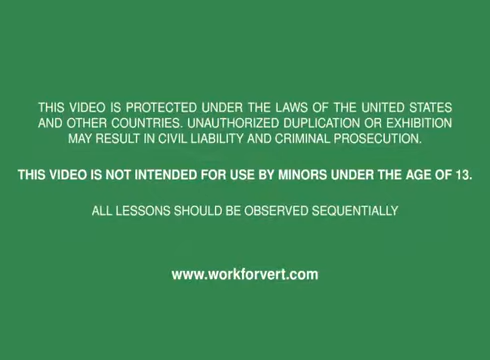 THIS VIDEO IS PROTECTED UNDER THE LAWS OF THE UNITED STATES
AND OTHER COUNTRIES. UNAUTHORIZED DUPLICATION OR EXHIBITION
MAY RESULT IN CIVIL LIABILITY AND CRIMINAL PROSECUTION.
THIS VIDEO IS NOT INTENDED FOR USE BY MINORS UNDER THE AGE OF 13.
ALL LESSONS SHOULD BE OBSERVED SEQUENTIALLY
www.workforvert.com